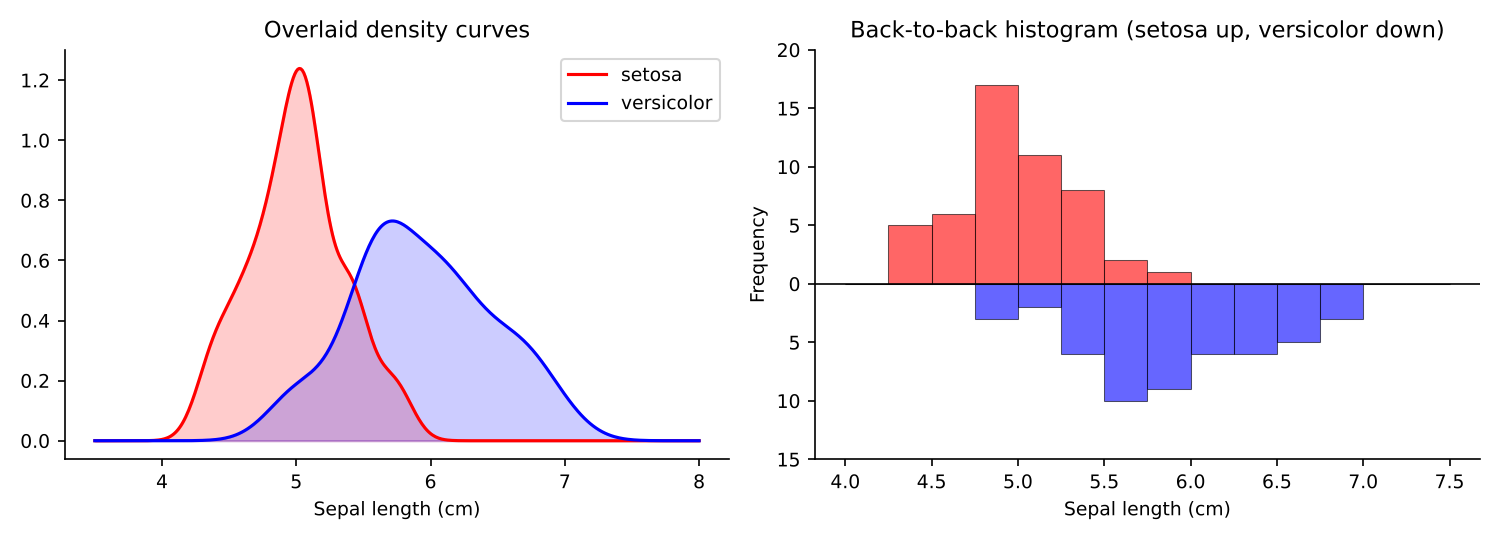 Overlaid density curves
setosa
versicolor
1.2
1.0
0.8
0.6
0.4
0.2
0.0
4 5 6 7 8
Sepal length (cm)
Back-to-back histogram (setosa up, versicolor down)
Frequency
20
15
10
5
0
5
10
15
4.0 4.5 5.0 5.5 6.0 6.5 7.0 7.5
Sepal length (cm)